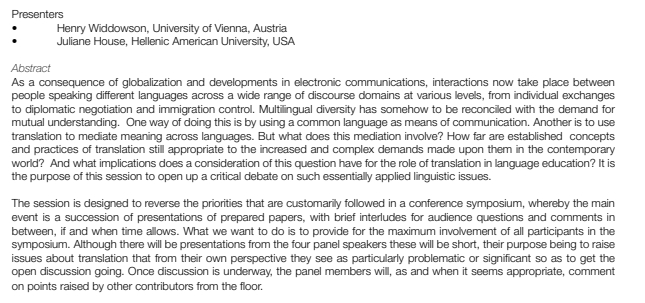 Presenters
• Henry Widdowson, University of Vienna, Austria
• Juliane House, Hellenic American University, USA
Abstract
As a consequence of globalization and developments in electronic communications, interactions now take place between
people speaking different languages across a wide range of discourse domains at various levels, from individual exchanges
to diplomatic negotiation and immigration control. Multilingual diversity has somehow to be reconciled with the demand for
mutual understanding. One way of doing this is by using a common language as means of communication. Another is to use
translation to mediate meaning across languages. But what does this mediation involve? How far are established concepts
and practices of translation still appropriate to the increased and complex demands made upon them in the contemporary
world? And what implications does a consideration of this question have for the role of translation in language education? It is
the purpose of this session to open up a critical debate on such essentially applied linguistic issues.
The session is designed to reverse the priorities that are customarily followed in a conference symposium, whereby the main
event is a succession of presentations of prepared papers, with brief interludes for audience questions and comments in
between, if and when time allows. What we want to do is to provide for the maximum involvement of all participants in the
symposium. Although there will be presentations from the four panel speakers these will be short, their purpose being to raise
issues about translation that from their own perspective they see as particularly problematic or significant so as to get the
open discussion going. Once discussion is underway, the panel members will, as and when it seems appropriate, comment
on points raised by other contributors from the floor.